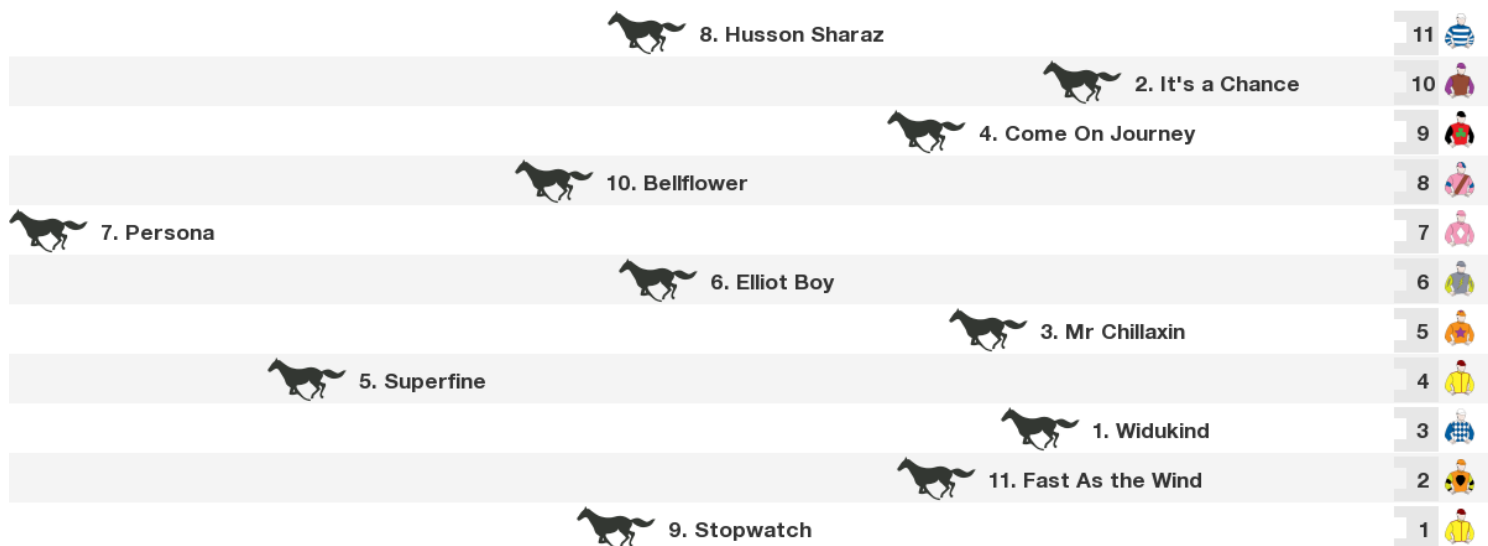 8. Husson Sharaz 11
2. It's a Chance 10
4. Come On Journey 9
10. Bellflower 8
7. Persona 7
6. Elliot Boy 6
3. Mr Chillaxin 5
5. Superfine 4
1. Widukind 3
11. Fast As the Wind 2
9. Stopwatch 1